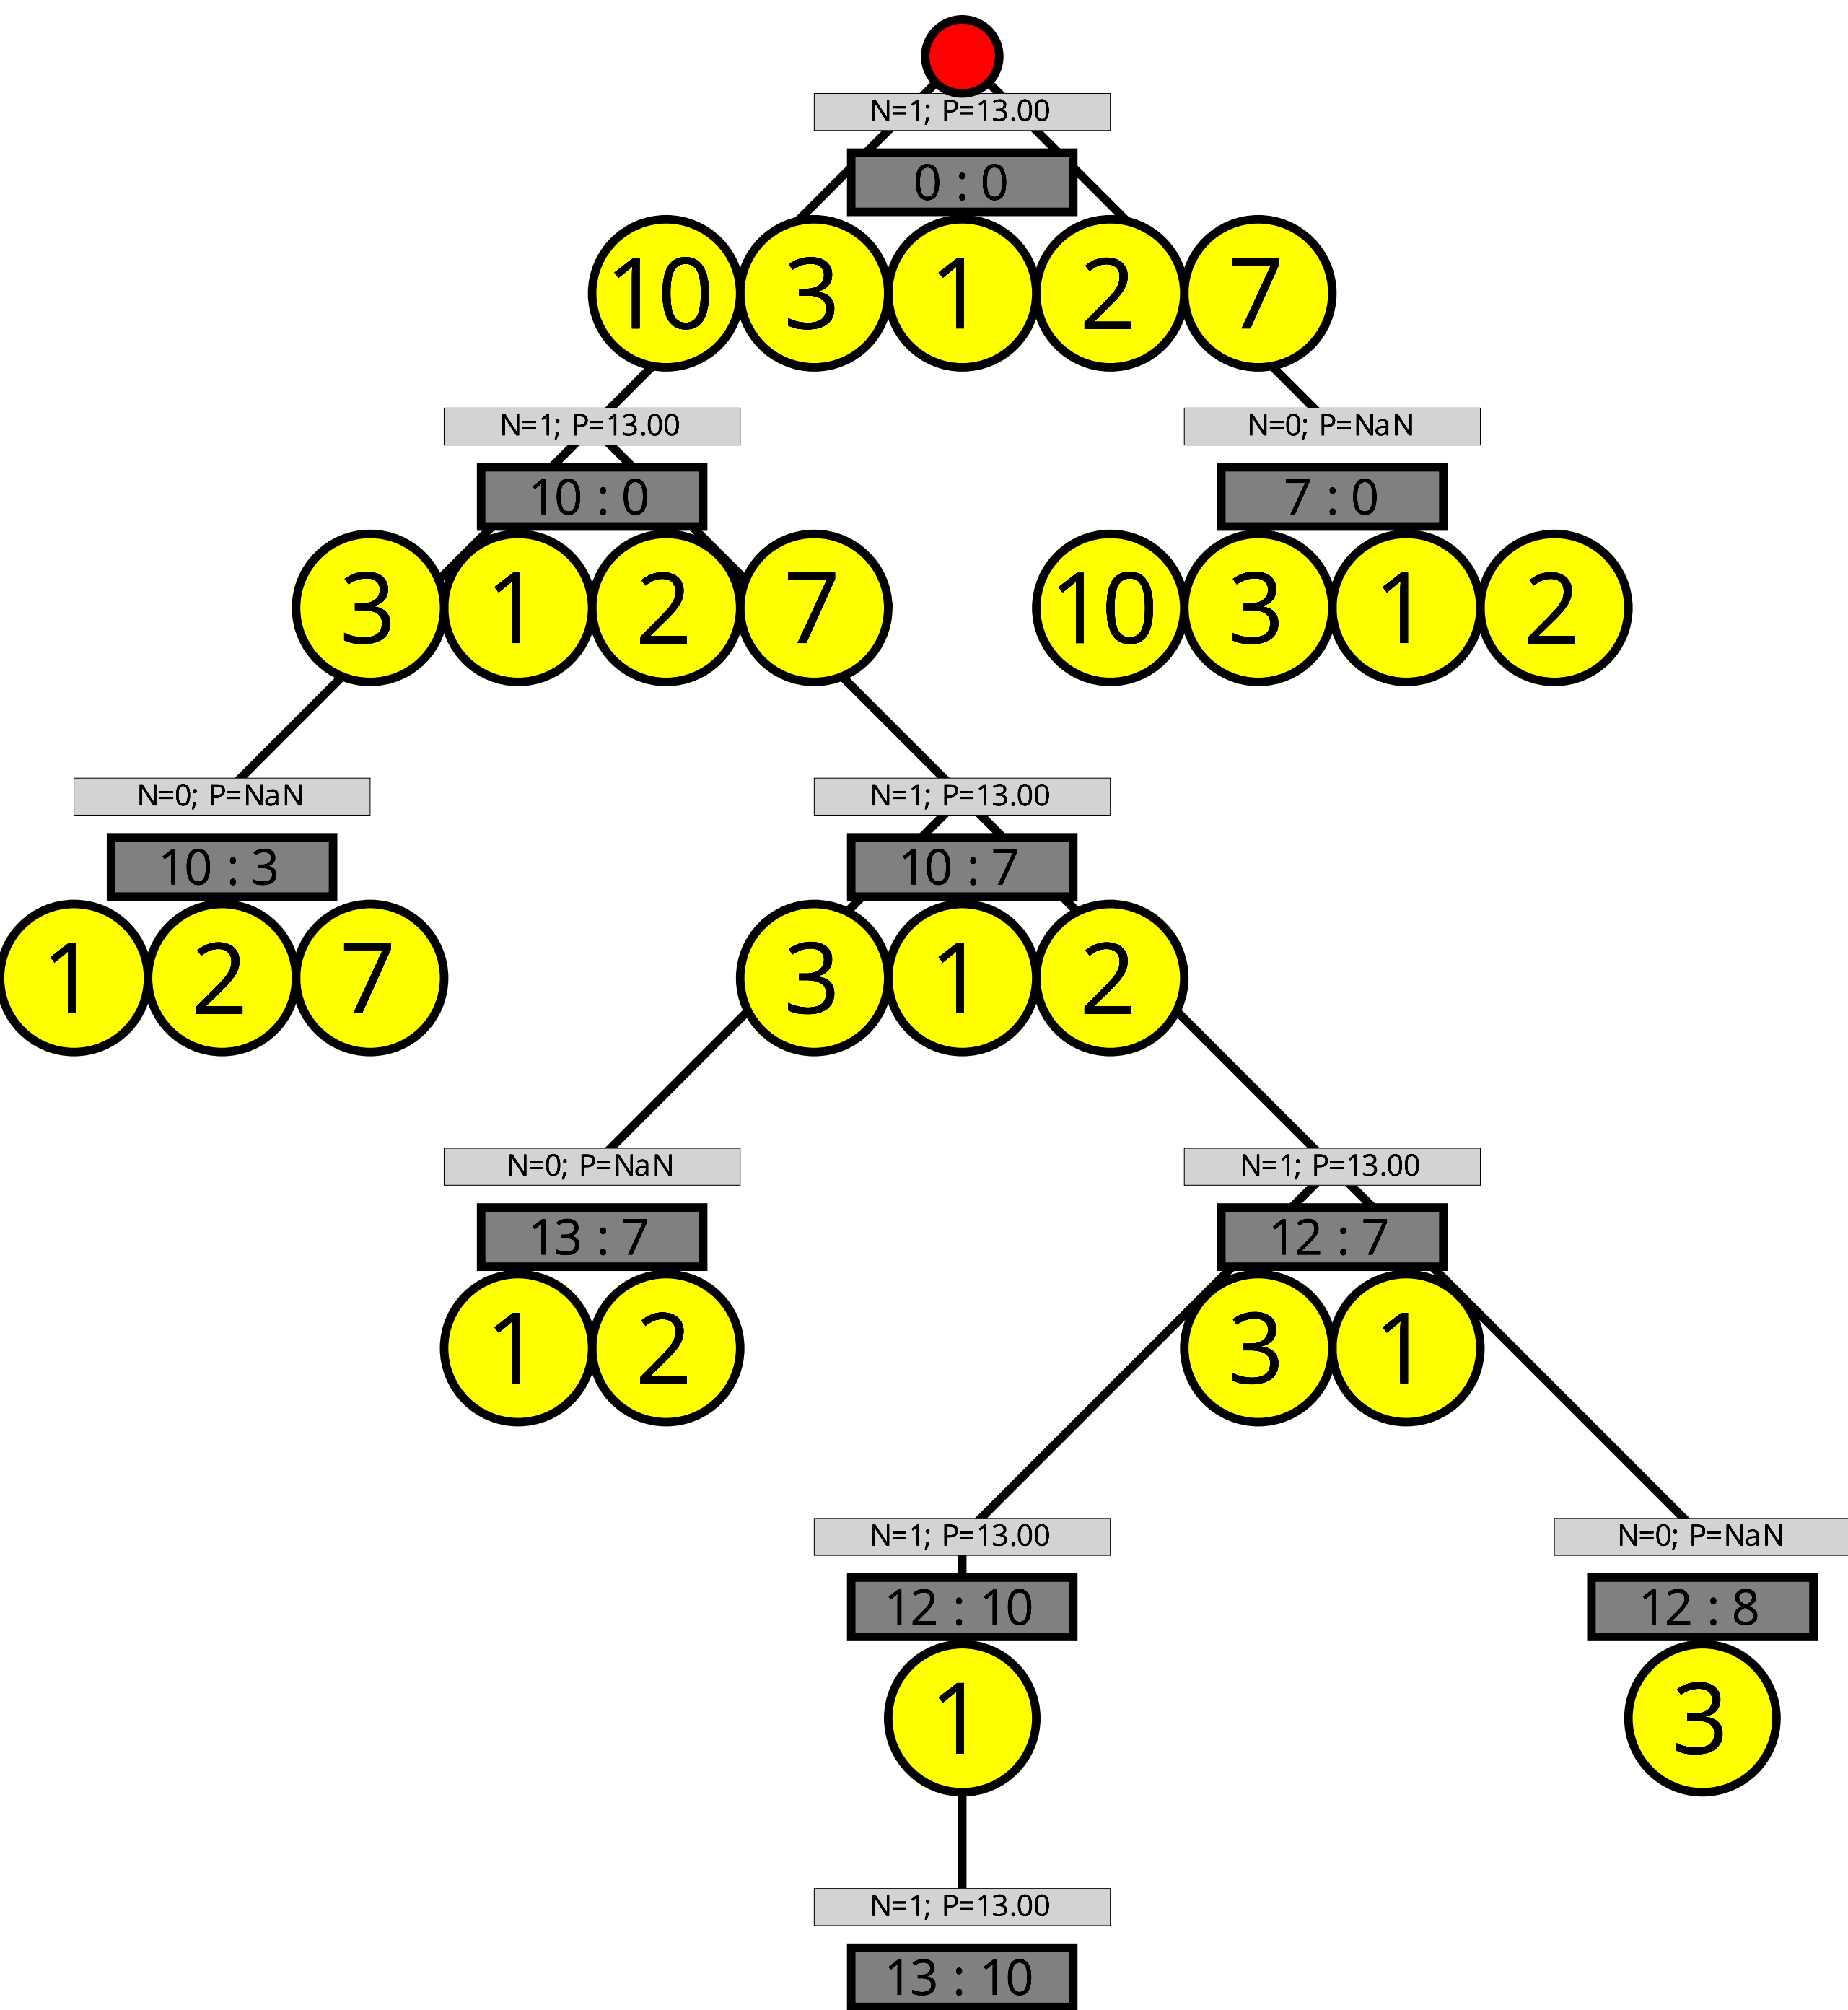 N=1; P=13.00
0 : 0
10 3 1 2 7
N=1; P=13.00 N=0; P=NaN
10 : 0 7 : 0
3 1 2 7 10 3 1 2
N=0; P=NaN N=1; P=13.00
10 : 3 10 : 7
1 2 7 3 1 2
N=0; P=NaN N=1; P=13.00
13 : 7 12 : 7
1 2 3 1
N=1; P=13.00 N=0; P=NaN
12 : 10 12 : 8
1 3
N=1; P=13.00
13 : 10